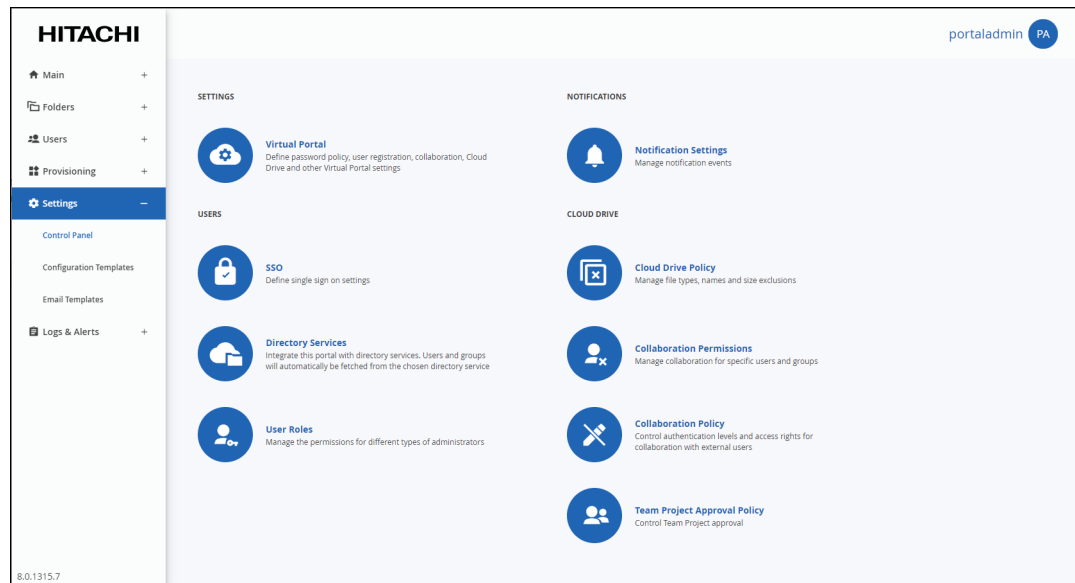 HITACHI
portaladmin PA
Main +
Folders +
Users +
Provisioning +
Settings −
Control Panel
Configuration Templates
Email Templates
Logs & Alerts +
8.0.1315.7
SETTINGS
Virtual Portal
Define password policy, user registration, collaboration, Cloud
Drive and other Virtual Portal settings
USERS
SSO
Define single sign on settings
Directory Services
Integrate this portal with directory services. Users and groups
will automatically be fetched from the chosen directory service
User Roles
Manage the permissions for different types of administrators
NOTIFICATIONS
Notification Settings
Manage notification events
CLOUD DRIVE
Cloud Drive Policy
Manage file types, names and size exclusions
Collaboration Permissions
Manage collaboration for specific users and groups
Collaboration Policy
Control authentication levels and access rights for
collaboration with external users
Team Project Approval Policy
Control Team Project approval